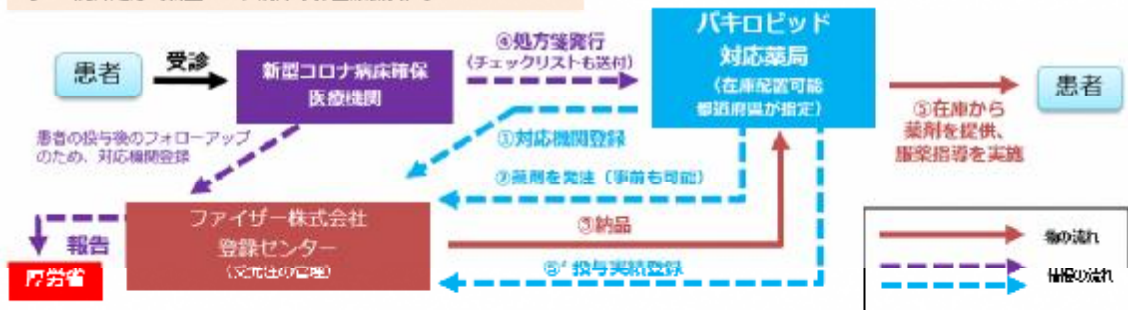 患者
受診
新型コロナ病床確保
医療機関
④処方箋発行
(チェックリストも送付)
パキロビッド
対応薬局
(在庫配置可能
都道府県が指定)
⑤在庫から
薬剤を提供、
服薬指導を実施
患者
患者の投与後のフォローアップ
のため、対応機関登録
①対応機関登録
②薬剤を発注(事前も可能)
ファイザー株式会社
登録センター
(受発注の管理)
③納品
投与実績登録
報告
厚労省
物の流れ
情報の流れ